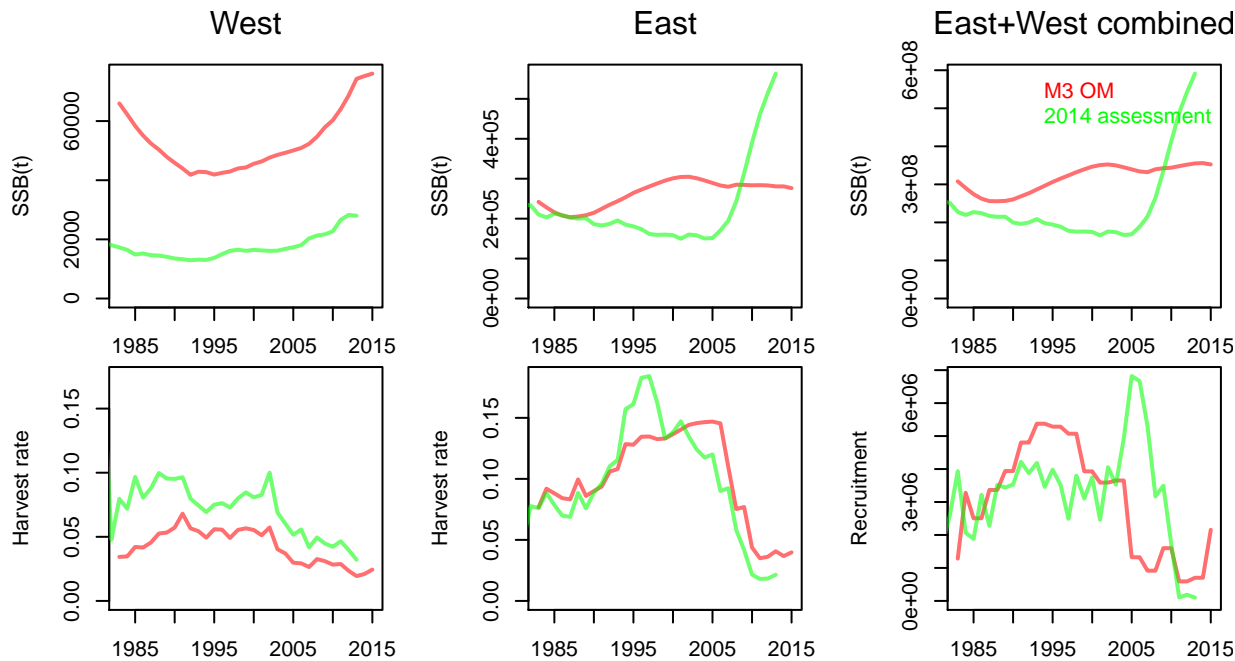 West East East+West combined
SSB(t)
0 20000 60000
1985 1995 2005 2015
SSB(t)
0e+00 2e+05 4e+05
1985 1995 2005 2015
SSB(t)
0e+00 3e+08 6e+08
M3 OM
2014 assessment
1985 1995 2005 2015
Harvest rate
0.00 0.05 0.10 0.15
1985 1995 2005 2015
Harvest rate
0.00 0.05 0.10 0.15
1985 1995 2005 2015
Recruitment
0e+00 3e+06 6e+06
1985 1995 2005 2015